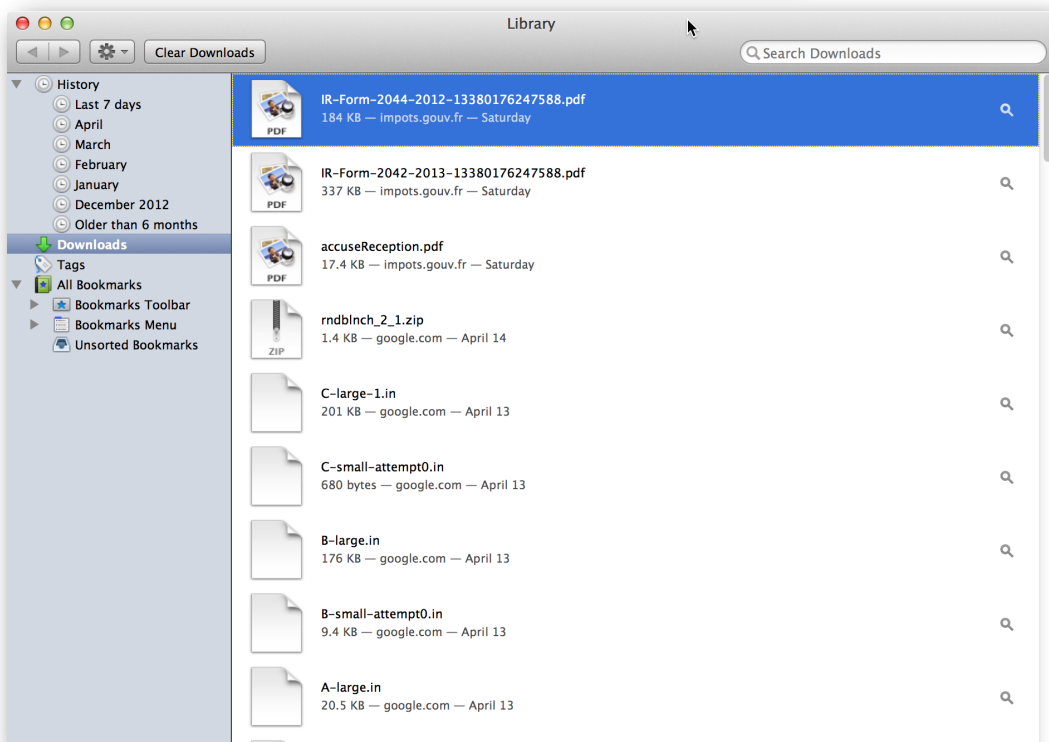 Library
Clear Downloads
Search Downloads
History
Last 7 days
April
March
February
January
December 2012
Older than 6 months
Downloads
Tags
All Bookmarks
Bookmarks Toolbar
Bookmarks Menu
Unsorted Bookmarks
PDF
IR-Form-2044-2012-13380176247588.pdf
184 KB — impots.gouv.fr — Saturday
PDF
IR-Form-2042-2013-13380176247588.pdf
337 KB — impots.gouv.fr — Saturday
PDF
accuseReception.pdf
17.4 KB — impots.gouv.fr — Saturday
ZIP
rndblnch_2_1.zip
1.4 KB — google.com — April 14
C-large-1.in
201 KB — google.com — April 13
C-small-attempt0.in
680 bytes — google.com — April 13
B-large.in
176 KB — google.com — April 13
B-small-attempt0.in
9.4 KB — google.com — April 13
A-large.in
20.5 KB — google.com — April 13